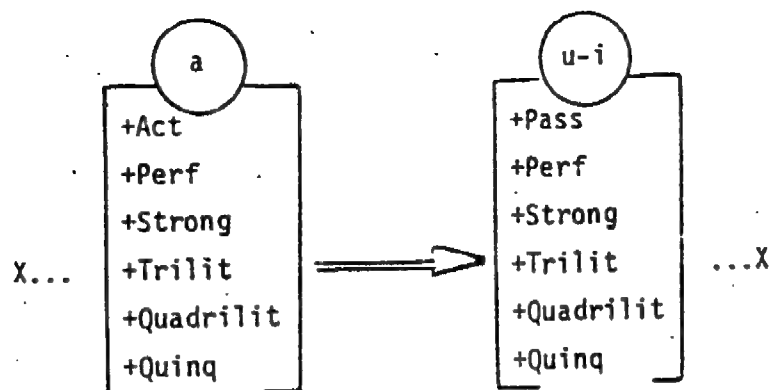 a
u-i
+Act
+Pass
+Perf
+Perf
+Strong
+Strong
X...
+Trilit
+Trilit
...X
+Quadrilit
+Quadrilit
+Quinq
+Quinq